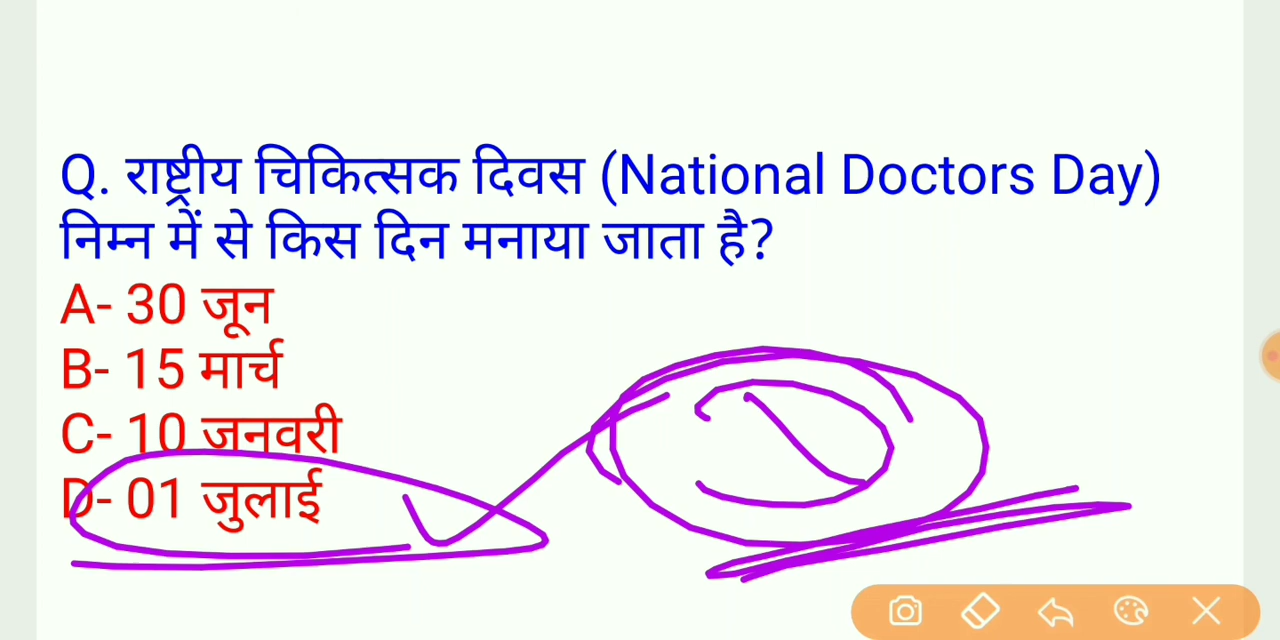 Q. राष्ट्रीय चिकित्सक दिवस (National Doctors Day)
निम्न में से किस दिन मनाया जाता है?
A- 30 जून
B- 15 मार्च
C- 10 जनवरी
D- 01 जुलाई